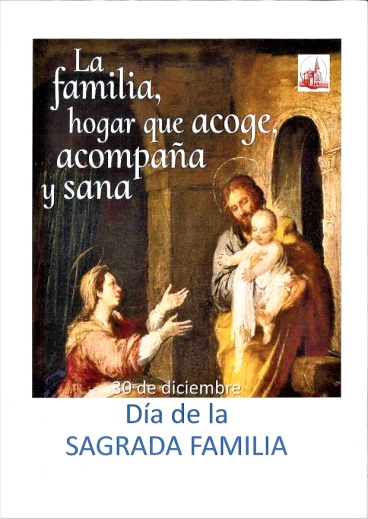 La
familia,
hogar que acoge,
acompaña
y sana
30 de diciembre
Día de la
SAGRADA FAMILIA